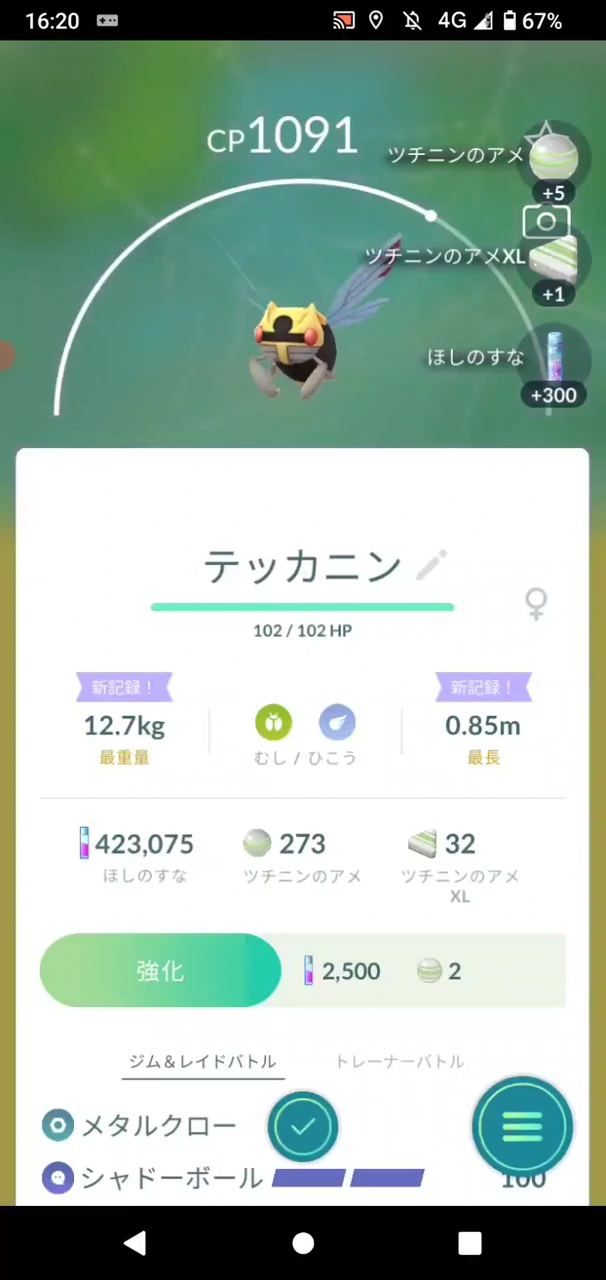 16:20
4G
67%
CP1091
ツチニンのアメ
+5
ツチニンのアメXL
+1
ほしのすな
+300
テッカニン
102 / 102 HP
新記録！
新記録！
12.7kg
0.85m
最重量
むし / ひこう
最長
423,075
273
32
ほしのすな
ツチニンのアメ
ツチニンのアメ
XL
強化
2,500
2
ジム＆レイドバトル
トレーナーバトル
メタルクロー
シャドーボール
100